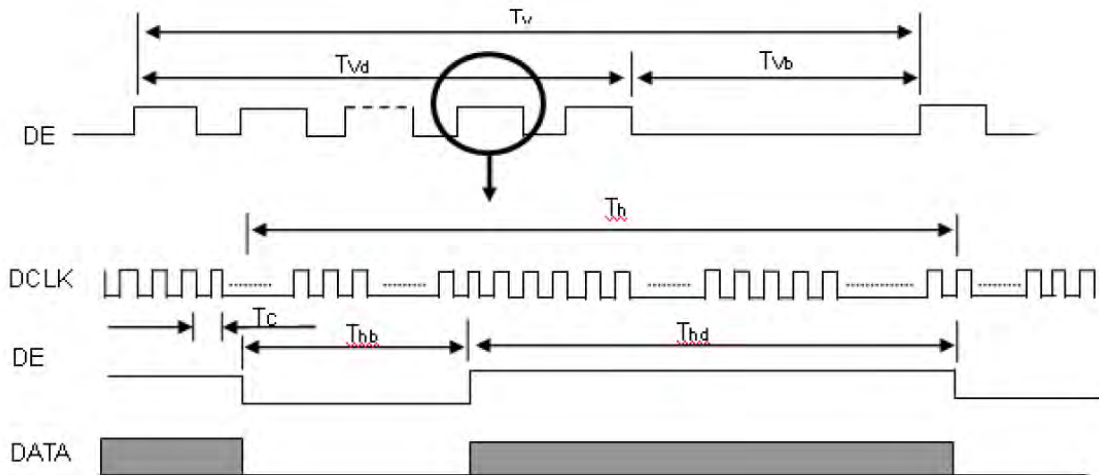 Tv
TVd
TVb
DE
Th
DCLK
Tc
Thb
Thd
DE
DATA